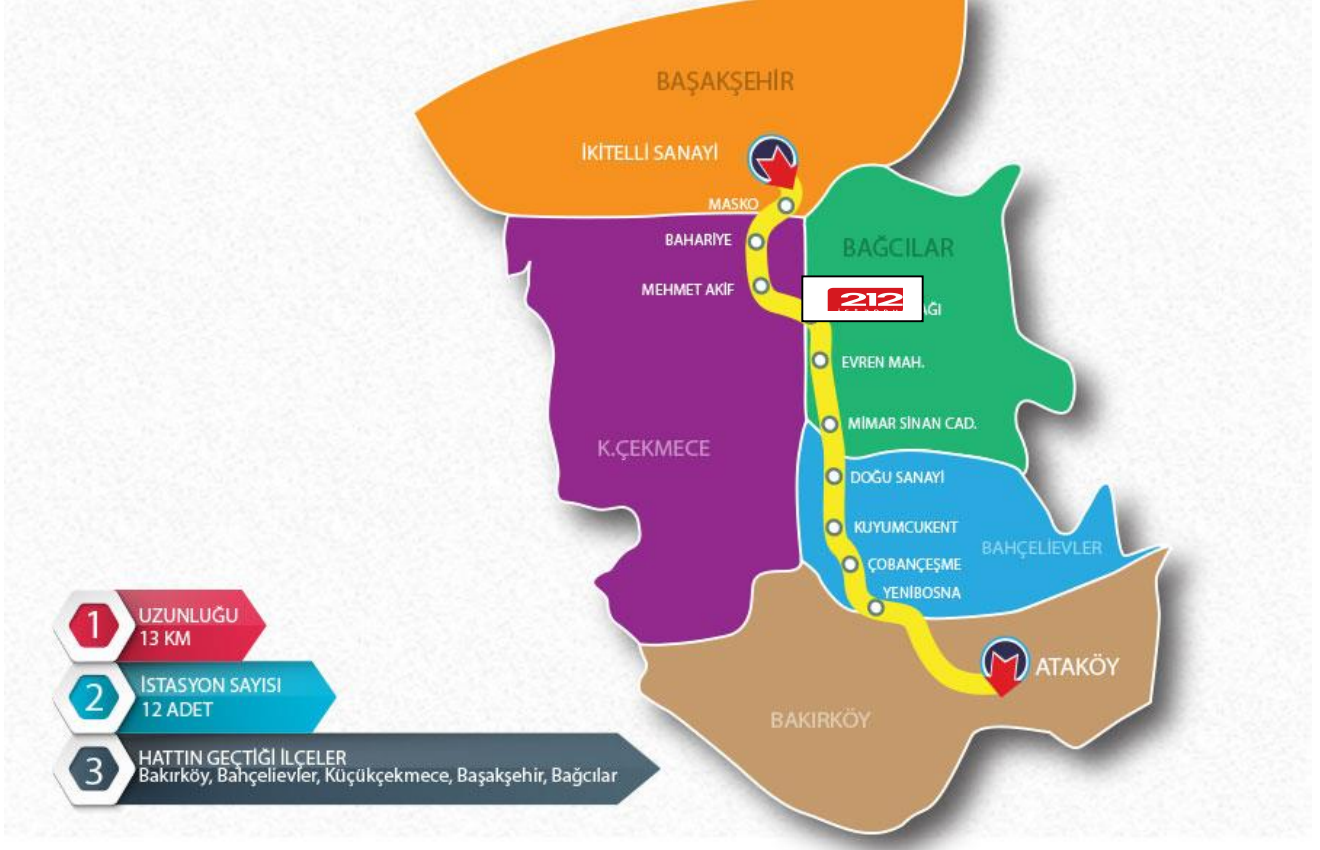 BAŞAKŞEHİR
İKİTELLİ SANAYİ
MASKO
BAHARİYE
BAĞCILAR
MEHMET AKİF
212
AĞI
EVREN MAH.
MİMAR SİNAN CAD.
K.ÇEKMECE
DOĞU SANAYİ
KUYUMCUKENT
BAHÇELİEVLER
ÇOBANÇEŞME
YENİBOSNA
ATAKÖY
BAKIRKÖY
1
UZUNLUĞU
13 KM
2
İSTASYON SAYISI
12 ADET
3
HATTIN GEÇTİĞİ İLÇELER
Bakırköy, Bahçelievler, Küçükçekmece, Başakşehir, Bağcılar